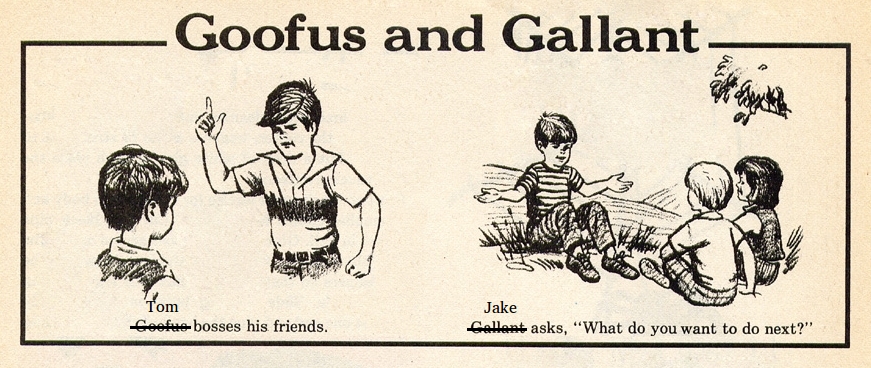 Goofus and Gallant
Tom
Goofus bosses his friends.
Jake
Gallant asks, "What do you want to do next?"